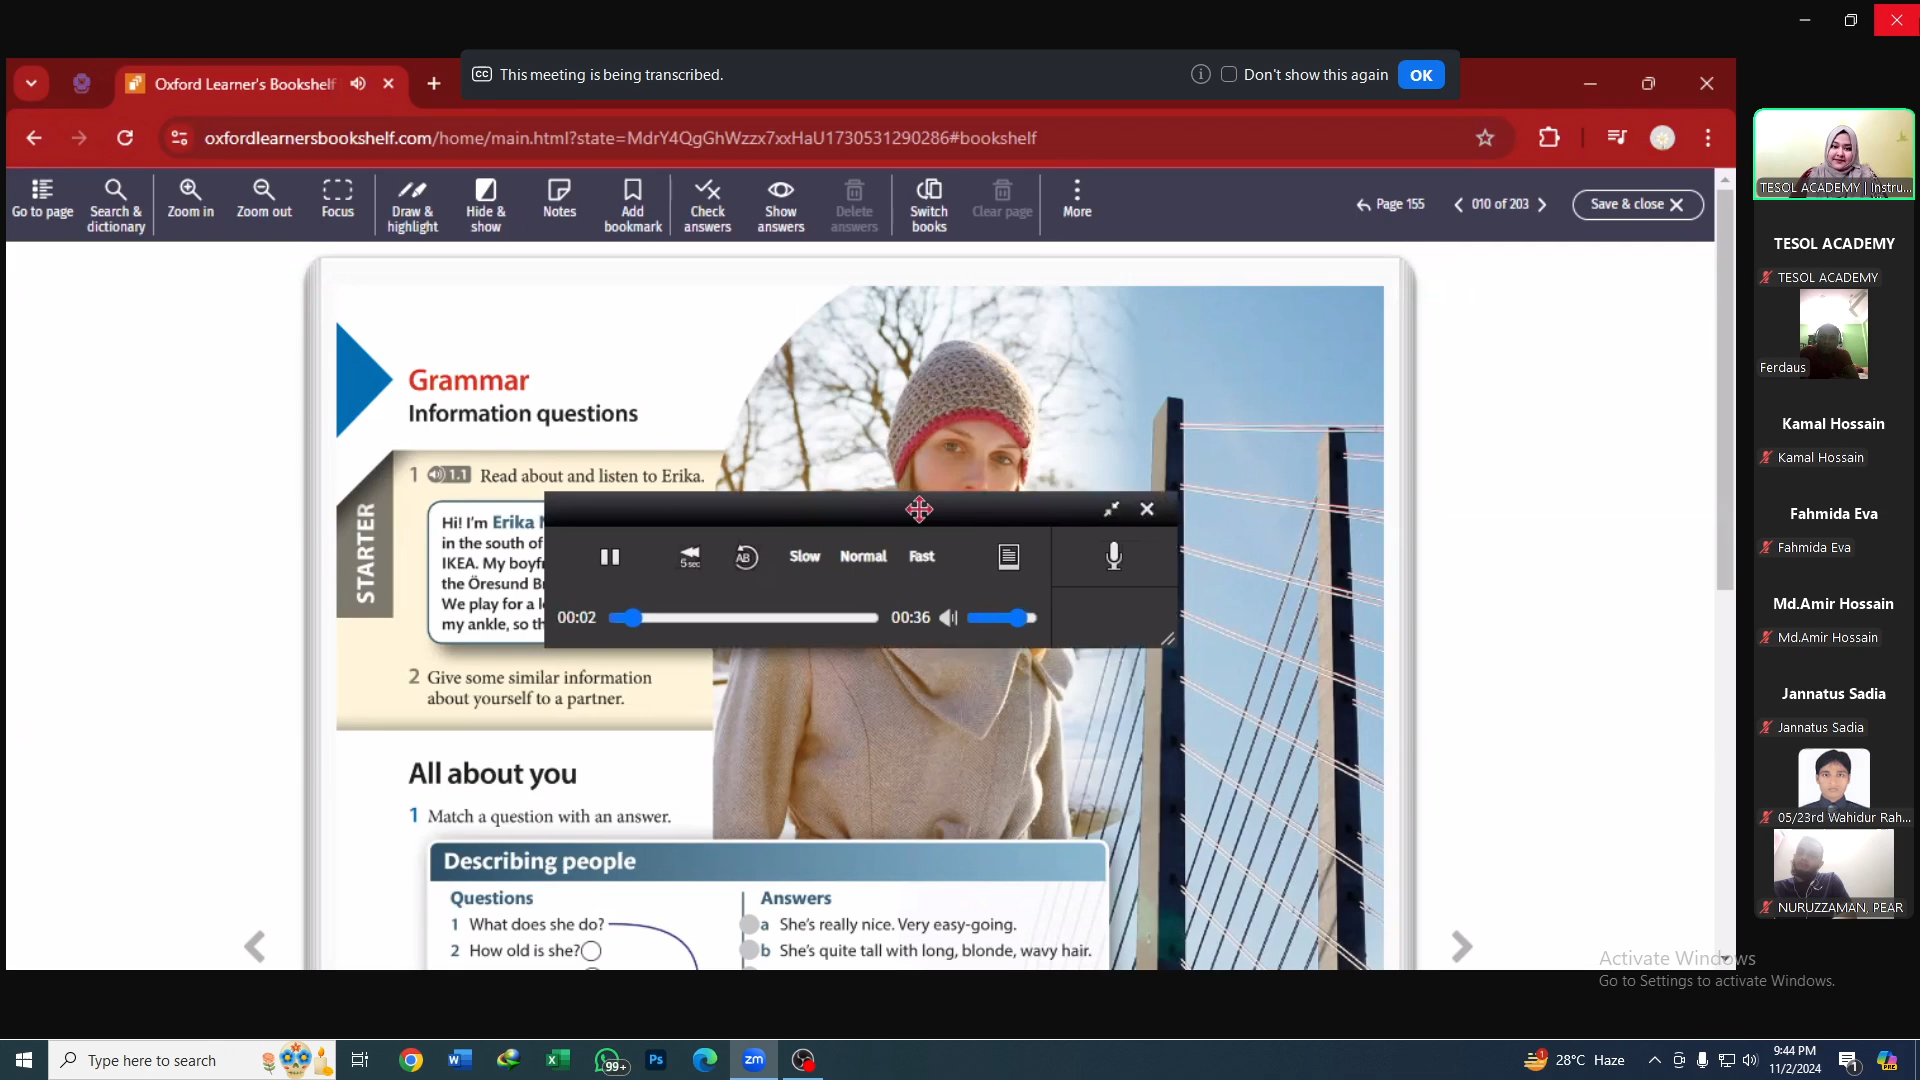 CC This meeting is being transcribed.
Don't show this again
OK
Oxford Learner's Bookshelf
oxfordlearnersbookshelf.com/home/main.html?state=MdrY4QgGhWzzx7xxHaU1730531290286#bookshelf
Go to page
Search & dictionary
Zoom in
Zoom out
Focus
Draw & highlight
Hide & show
Notes
Add bookmark
Check answers
Show answers
Delete answers
Switch books
Clear page
More
Page 155
010 of 203
Save & close
Grammar
Information questions
STARTER
1 1.1 Read about and listen to Erika.
Hi! I'm Erika
in the south of
IKEA. My
the Öresund
We play for a
my ankle, so
AB
5 sec
Slow
Normal
Fast
00:02
00:36
2 Give some similar information
about yourself to a partner.
All about you
1 Match a question with an answer.
Describing people
Questions
Answers
1 What does she do?
a She's really nice. Very easy-going.
2 How old is she?
b She's quite tall with long, blonde, wavy hair.
TESOL ACADEMY | Instru...
TESOL ACADEMY
TESOL ACADEMY
Ferdaus
Kamal Hossain
Kamal Hossain
Fahmida Eva
Fahmida Eva
Md.Amir Hossain
Md.Amir Hossain
Jannatus Sadia
Jannatus Sadia
05/23rd Wahidur Rah...
NURUZZAMAN, PEAR
Activate Windows
Go to Settings to activate Windows.
Type here to search
99+
Ps
zm
1
28°C Haze
9:44 PM
11/2/2024
1
PRE